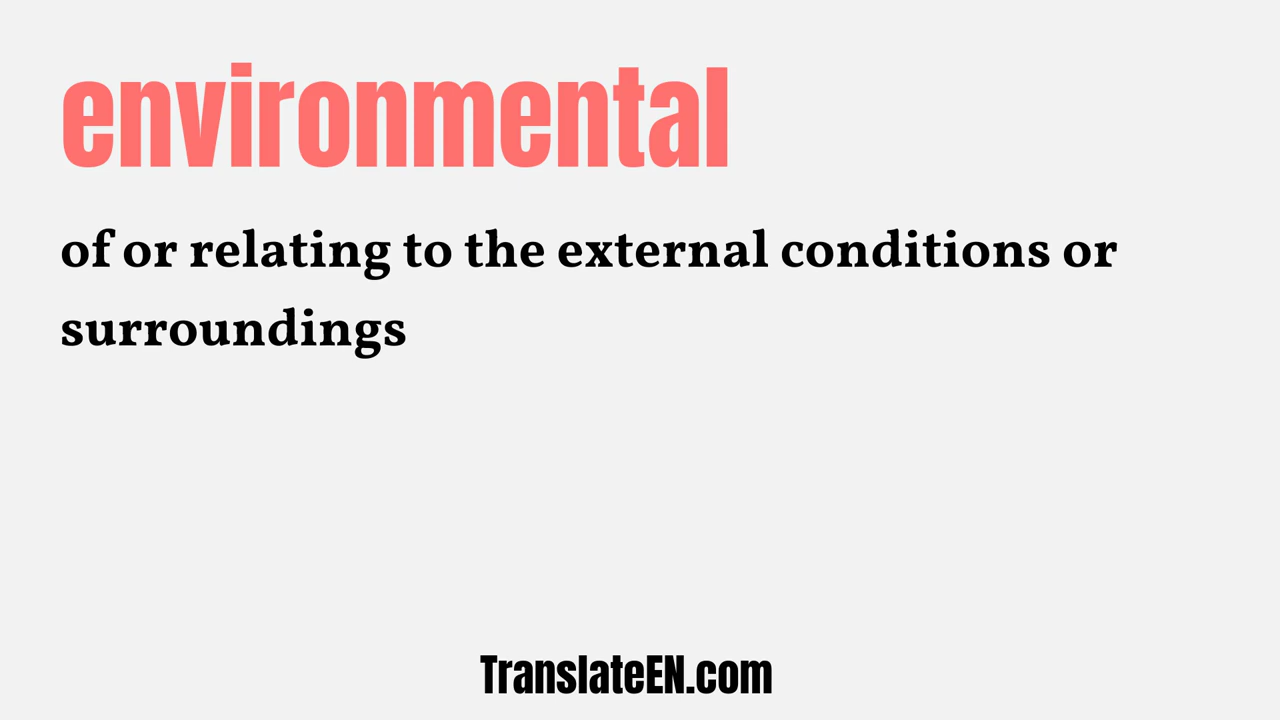 environmental
of or relating to the external conditions or
surroundings
TranslateEN.com